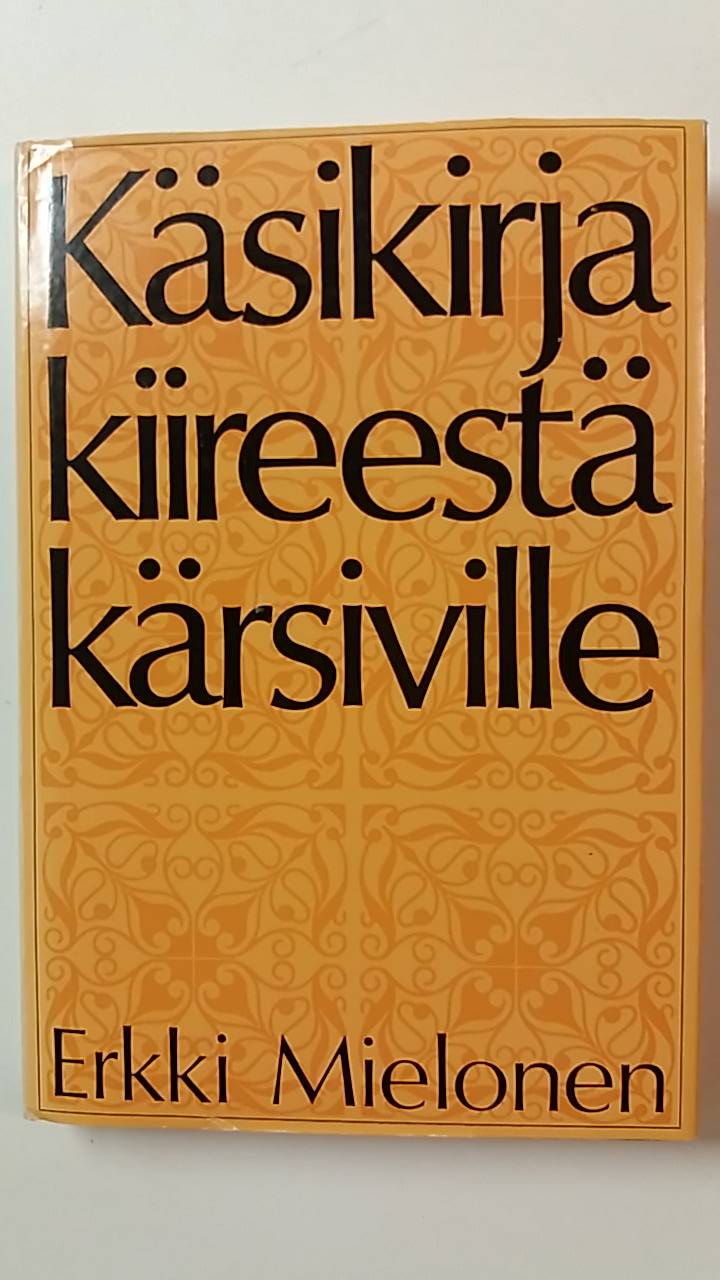 Käsikirja
kiireestä
kärsiville
Erkki Mielonen